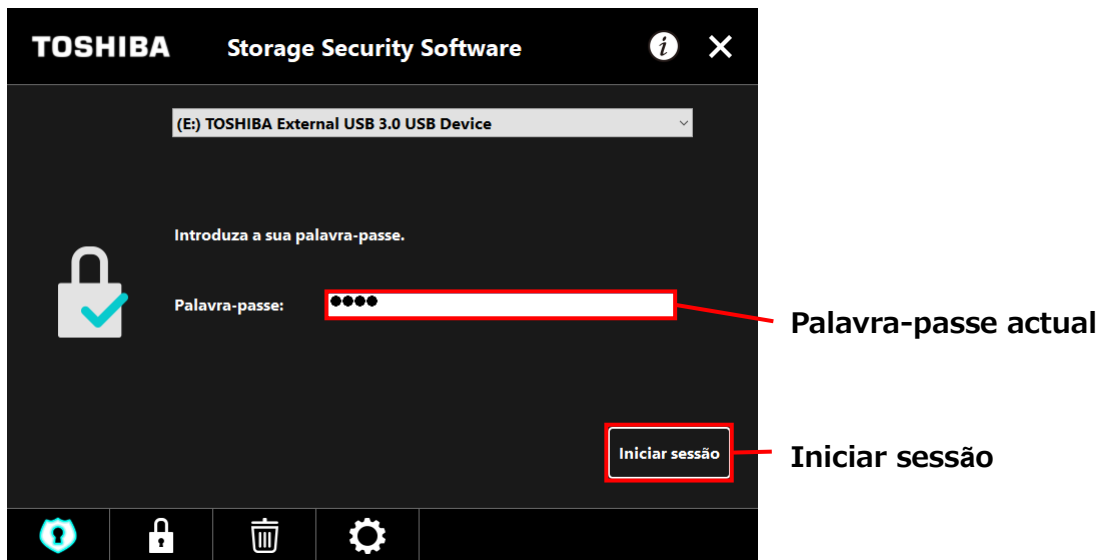 TOSHIBA Storage Security Software i
(E:) TOSHIBA External USB 3.0 USB Device
Introduza a sua palavra-passe.
Palavra-passe: ●●●●
Palavra-passe actual
Iniciar sessão
Iniciar sessão